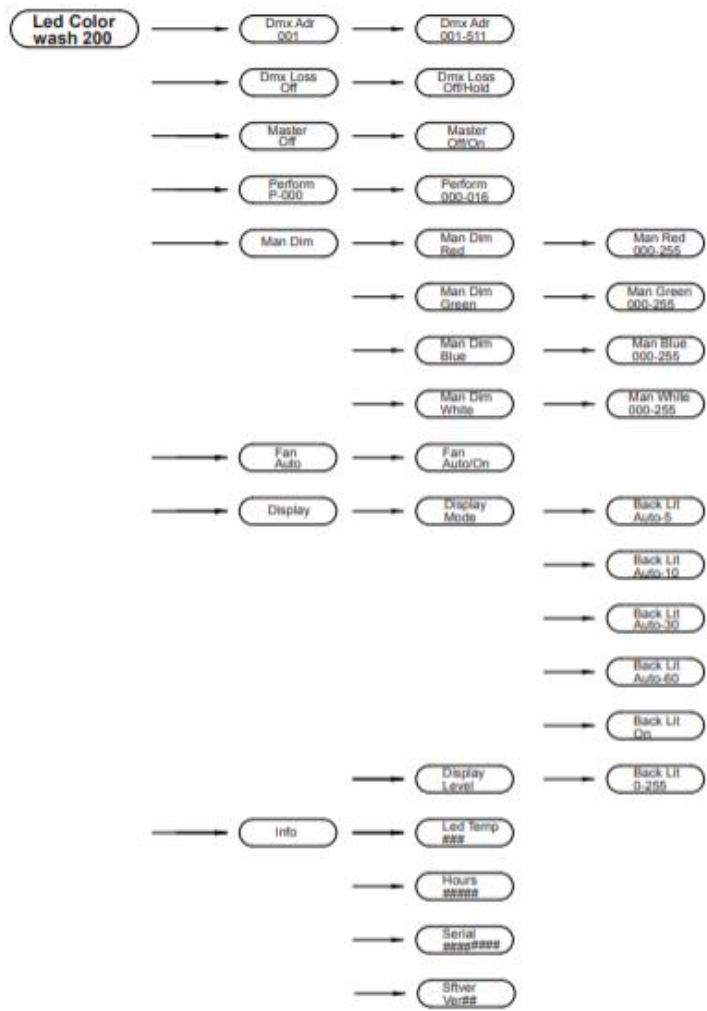 Led Color
wash 200
Dmx Adr
001
Dmx Adr
001-511
Dmx Loss
Off
Dmx Loss
Off/Hold
Master
Off
Master
Off/On
Perform
P-000
Perform
000-016
Man Dim
Man Dim
Red
Man Red
000-255
Man Dim
Green
Man Green
000-255
Man Dim
Blue
Man Blue
000-255
Man Dim
White
Man White
000-255
Fan
Auto
Fan
Auto/On
Display
Display
Mode
Back Lit
Auto-5
Back Lit
Auto-10
Back Lit
Auto-30
Back Lit
Auto-60
Back Lit
On
Display
Level
Back Lit
0-255
Info
Led Temp
###
Hours
#####
Serial
########
Sftver
Ver##